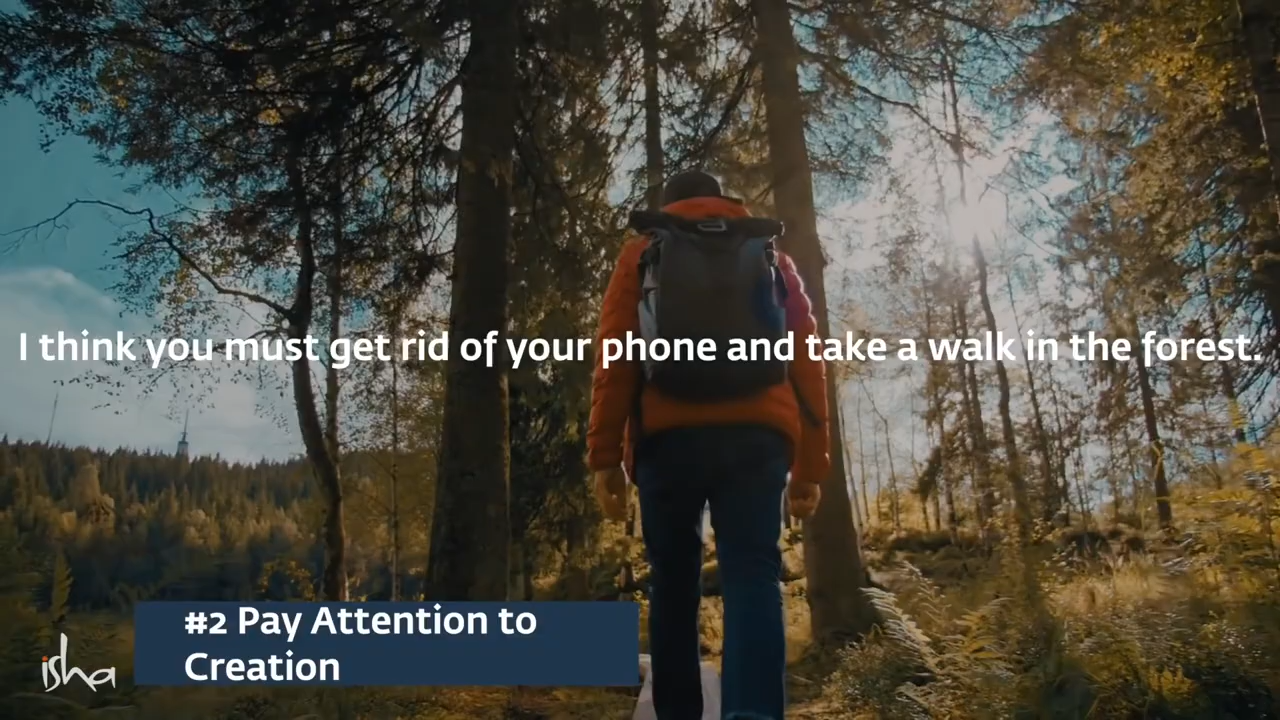 I think you must get rid of your phone and take a walk in the forest.
#2 Pay Attention to
Creation
isha